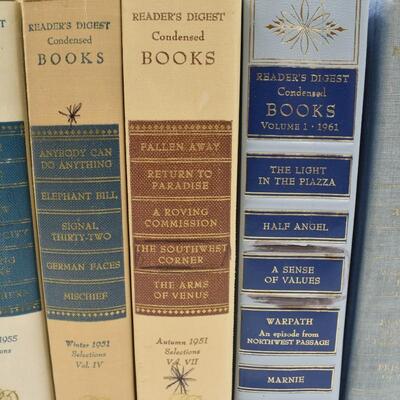 1955
READER'S DIGEST
Condensed
BOOKS
ANYBODY CAN
DO ANYTHING
ELEPHANT BILL
SIGNAL
THIRTY-TWO
GERMAN FACES
MISCHIEF
Winter 1951
Selections
Vol. IV
READER'S DIGEST
Condensed
BOOKS
FALLEN AWAY
RETURN TO
PARADISE
A ROVING
COMMISSION
THE SOUTHWEST
CORNER
THE ARMS
OF VENUS
Autumn 1951
Selections
Vol. VII
READER'S DIGEST
Condensed
BOOKS
VOLUME 1 · 1961
THE LIGHT
IN THE PIAZZA
HALF ANGEL
A SENSE
OF VALUES
WARPATH
An episode from
NORTHWEST PASSAGE
MARNIE